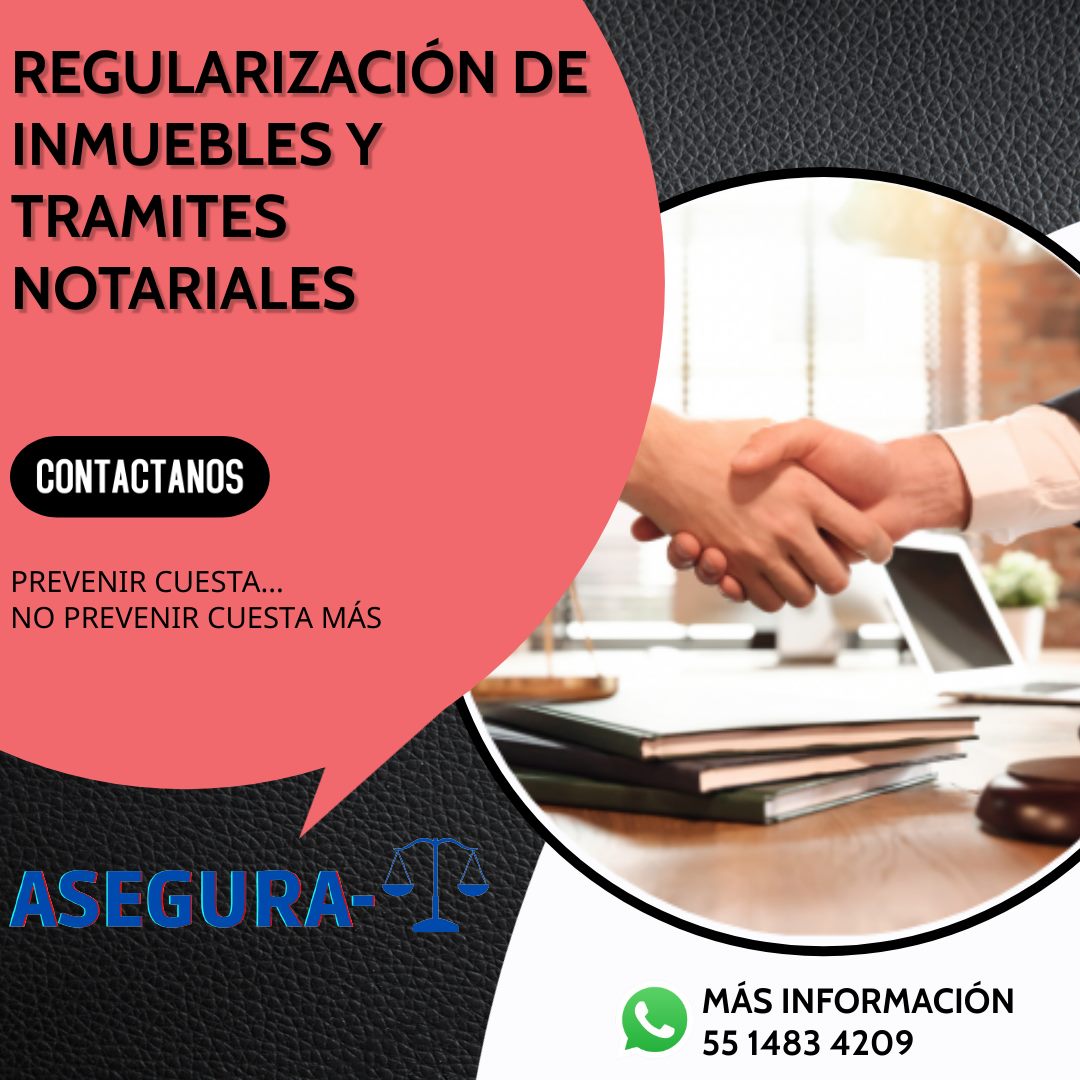 REGULARIZACIÓN DE
INMUEBLES Y
TRAMITES
NOTARIALES
CONTACTANOS
PREVENIR CUESTA...
NO PREVENIR CUESTA MÁS
ASEGURA-
MÁS INFORMACIÓN
55 1483 4209